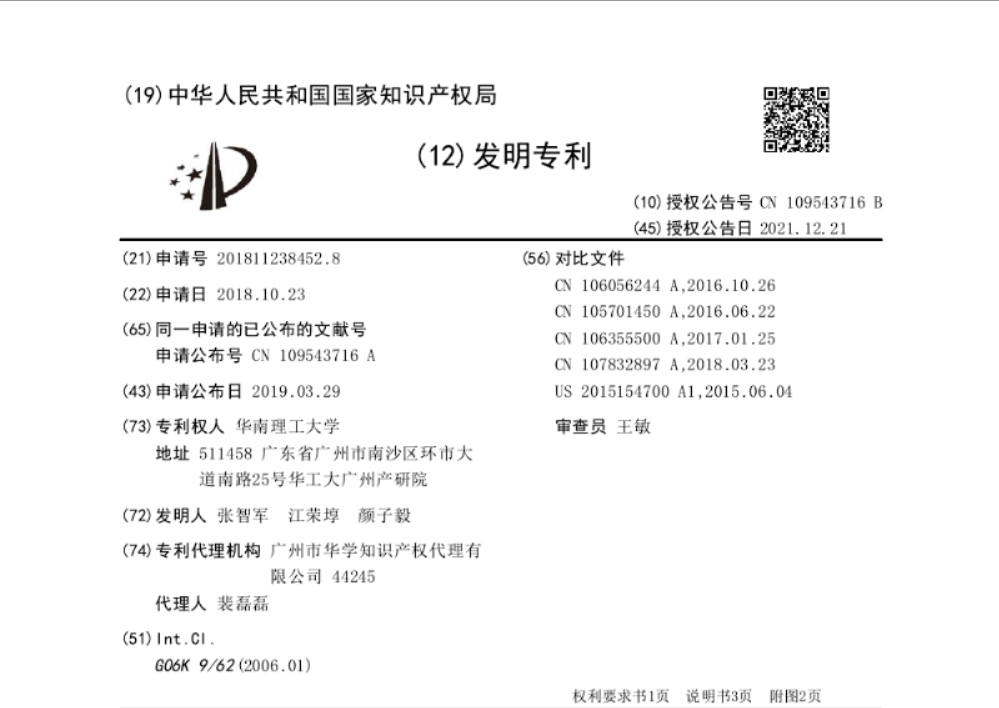 (19)中华人民共和国国家知识产权局
(12)发明专利
(10)授权公告号 CN 109543716 B
(45)授权公告日 2021.12.21
(21)申请号 201811238452.8
(22)申请日 2018.10.23
(65)同一申请的已公布的文献号
申请公布号 CN 109543716 A
(43)申请公布日 2019.03.29
(73)专利权人 华南理工大学
地址 511458 广东省广州市南沙区环市大
道南路25号华工大广州产研院
(72)发明人 张智军 江荣埻 颜子毅
(74)专利代理机构 广州市华学知识产权代理有
限公司 44245
代理人 裴磊磊
(51)Int.Cl.
G06K 9/62(2006.01)
(56)对比文件
CN 106056244 A,2016.10.26
CN 105701450 A,2016.06.22
CN 106355500 A,2017.01.25
CN 107832897 A,2018.03.23
US 2015154700 A1,2015.06.04
审查员 王敏
权利要求书1页 说明书3页 附图2页